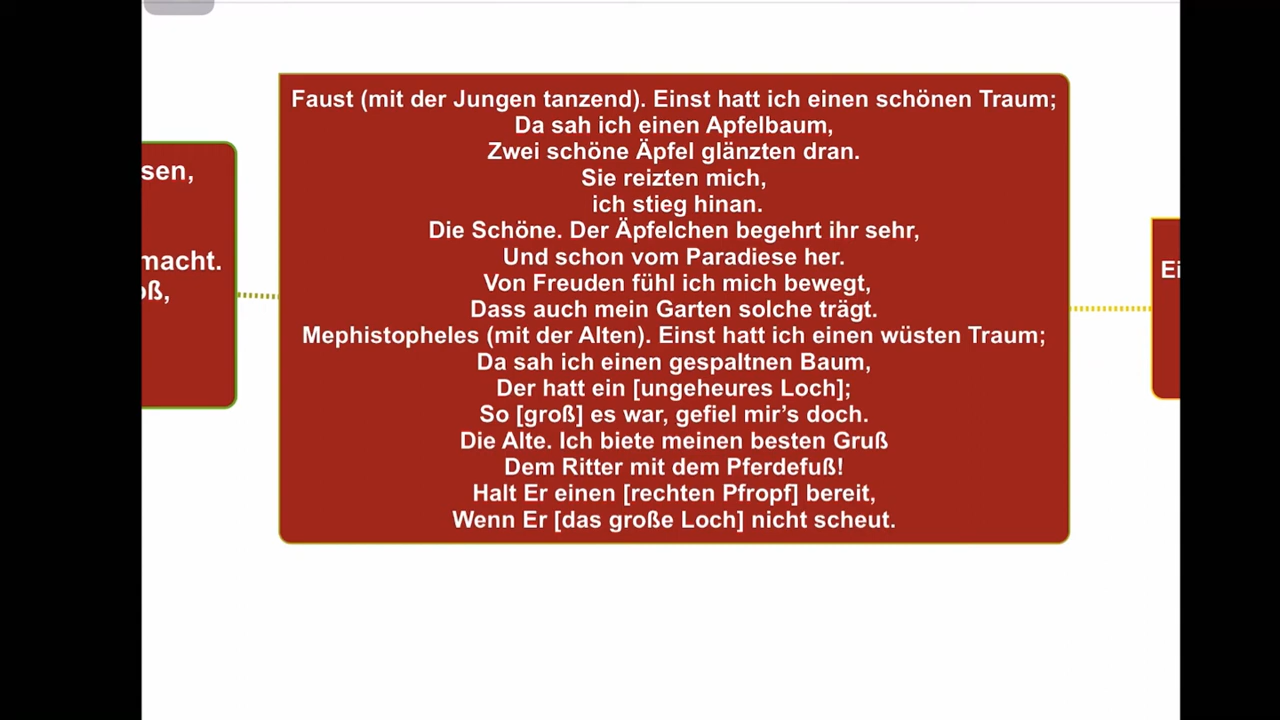 sen,
macht.
oß,
Faust (mit der Jungen tanzend). Einst hatt ich einen schönen Traum;
Da sah ich einen Apfelbaum,
Zwei schöne Äpfel glänzten dran.
Sie reizten mich,
ich stieg hinan.
Die Schöne. Der Äpfelchen begehrt ihr sehr,
Und schon vom Paradiese her.
Von Freuden fühl ich mich bewegt,
Dass auch mein Garten solche trägt.
Mephistopheles (mit der Alten). Einst hatt ich einen wüsten Traum;
Da sah ich einen gespaltnen Baum,
Der hatt ein [ungeheures Loch];
So [groß] es war, gefiel mir’s doch.
Die Alte. Ich biete meinen besten Gruß
Dem Ritter mit dem Pferdefuß!
Halt Er einen [rechten Pfropf] bereit,
Wenn Er [das große Loch] nicht scheut.
Ei